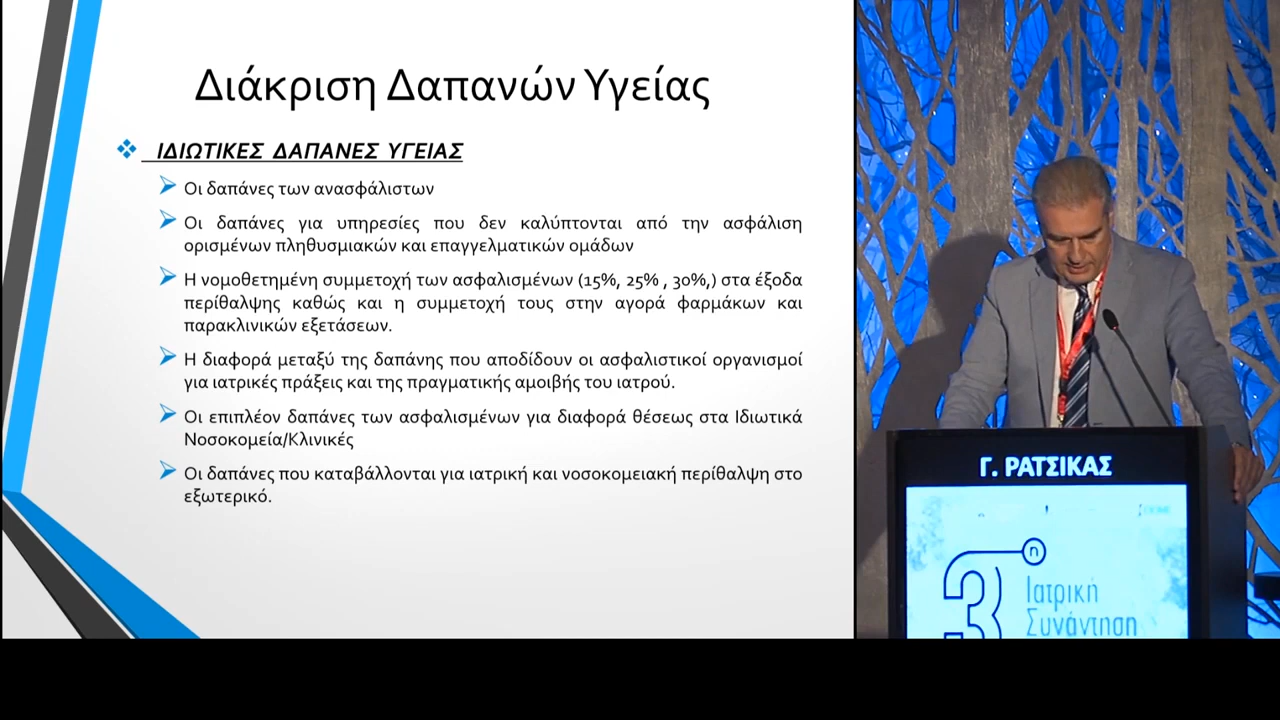 Διάκριση Δαπανών Υγείας
ΙΔΙΩΤΙΚΕΣ ΔΑΠΑΝΕΣ ΥΓΕΙΑΣ
Οι δαπάνες των ανασφάλιστων
Οι δαπάνες για υπηρεσίες που δεν καλύπτονται από την ασφάλιση
ορισμένων πληθυσμιακών και επαγγελματικών ομάδων
Η νομοθετημένη συμμετοχή των ασφαλισμένων (15%, 25% , 30%,) στα έξοδα
περίθαλψης καθώς και η συμμετοχή τους στην αγορά φαρμάκων και
παρακλινικών εξετάσεων.
Η διαφορά μεταξύ της δαπάνης που αποδίδουν οι ασφαλιστικοί οργανισμοί
για ιατρικές πράξεις και της πραγματικής αμοιβής του ιατρού.
Οι επιπλέον δαπάνες των ασφαλισμένων για διαφορά θέσεως στα Ιδιωτικά
Νοσοκομεία/Κλινικές
Οι δαπάνες που καταβάλλονται για ιατρική και νοσοκομειακή περίθαλψη στο
εξωτερικό.
Γ. ΡΑΤΣΙΚΑΣ
3η
Ιατρική
Συνάντηση